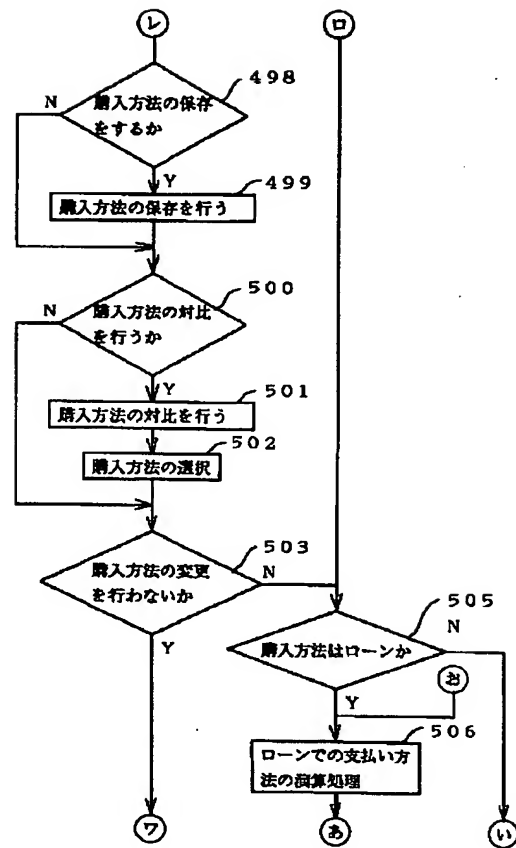 レ
ロ
498
N
購入方法の保存
をするか
Y
499
購入方法の保存を行う
500
N
購入方法の対比
を行うか
Y
501
購入方法の対比を行う
502
購入方法の選択
503
購入方法の変更
を行わないか
N
505
N
Y
購入方法はローンか
お
Y
506
ローンでの支払い方
法の演算処理
ワ
あ
い